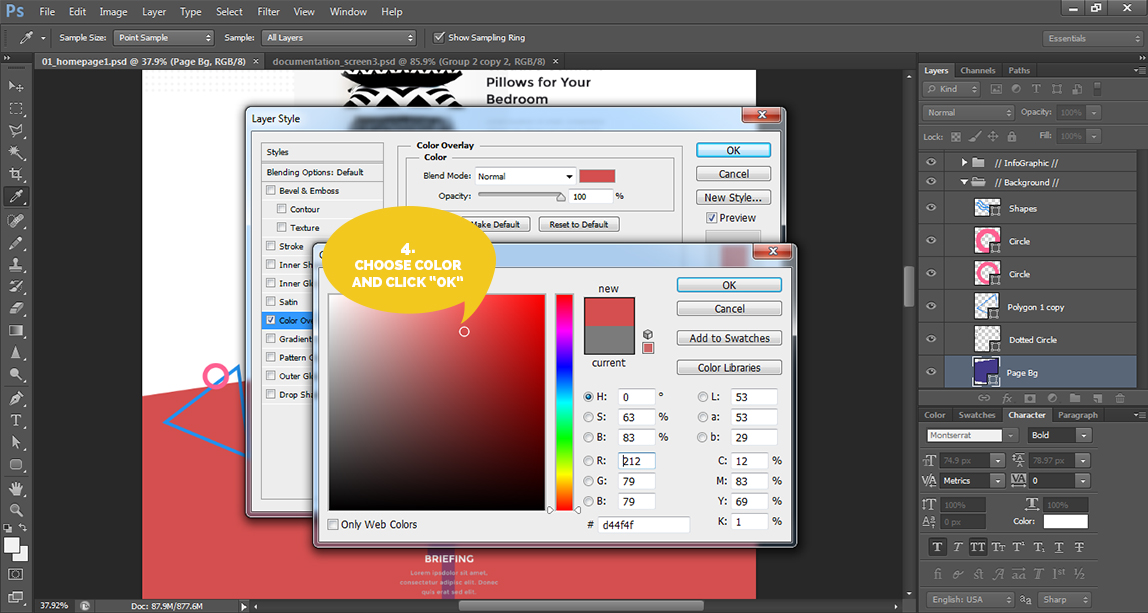 Ps File Edit Image Layer Type Select Filter View Window Help
Sample Size: Point Sample Sample: All Layers Show Sampling Ring Essentials
01_homepage1.psd @ 37.9% (Page Bg, RGB/8) × documentation_screen3.psd @ 85.9% (Group 2 copy 2, RGB/8) ×
Pillows for Your
Bedroom
Layer Style
Styles
Blending Options: Default
Bevel & Emboss
Contour
Texture
Stroke
Inner Sh
Inner Gl
Satin
Color Ov
Gradient
Pattern
Outer Gl
Drop Sha
Color Overlay
Color
Blend Mode: Normal
Opacity: 100 %
Make Default Reset to Default
OK
Cancel
New Style...
Preview
4.
CHOOSE COLOR
AND CLICK "OK"
new
current
OK
Cancel
Add to Swatches
Color Libraries
H: 0 ° L: 53
S: 63 % a: 53
B: 83 % b: 29
R: 212 C: 12 %
G: 79 M: 83 %
B: 79 Y: 69 %
# d44f4f K: 1 %
Only Web Colors
BRIEFING
Lorem ipsolor sil amet,
consectetur adipisc elit. Donec
quis erat sed elit.
37.92% Doc: 87.9M/877.6M
Layers Channels Paths
Kind
Normal Opacity: 100%
Lock: Fill: 100%
// InfoGraphic //
// Background //
Shapes
Circle
Circle
Polygon 1 copy
Dotted Circle
Page Bg
Color Swatches Character Paragraph
Montserrat Bold
74.9 px 78.97 px
Metrics 0
100% 100%
0 px Color:
English: USA Sharp